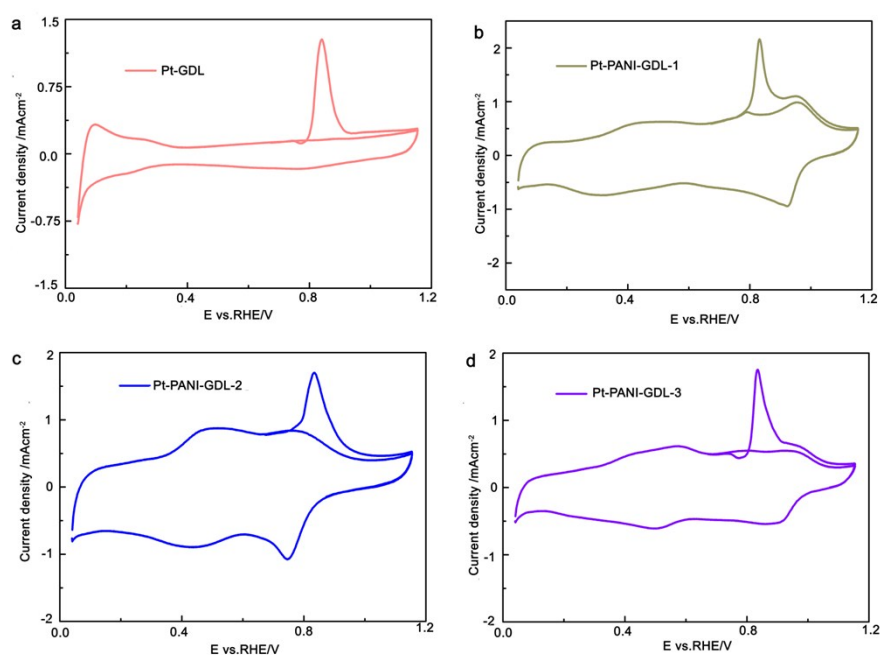 a
Pt-GDL
Current density /mAcm-2
1.5
0.75
0.0
-0.75
-1.5
0.0 0.4 0.8 1.2
E vs.RHE/V
b
Pt-PANI-GDL-1
Current density /mAcm-2
2
1
0
-1
-2
0.0 0.4 0.8 1.2
E vs.RHE/V
c
Pt-PANI-GDL-2
Current density /mAcm-2
2
1
0
-1
-2
0.0 0.4 0.8 1.2
E vs.RHE/V
d
Pt-PANI-GDL-3
Current density /mAcm-2
2
1
0
-1
-2
0.0 0.4 0.8 1.2
E vs.RHE/V